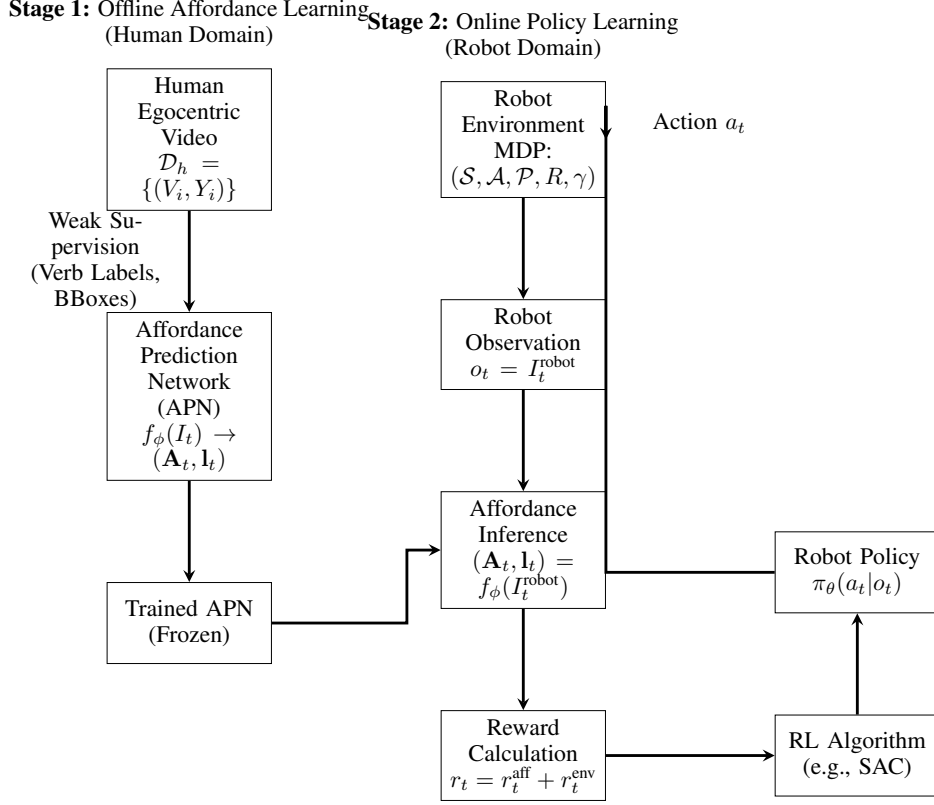 Stage 1: Offline Affordance Learning
(Human Domain)
Stage 2: Online Policy Learning
(Robot Domain)
Human
Egocentric
Video
𝒟ₕ =
{(Vᵢ, Yᵢ)}
Weak Su-
pervision
(Verb Labels,
BBoxes)
Affordance
Prediction
Network
(APN)
f_ϕ(I_t) →
(𝐀_t, 𝐥_t)
Trained APN
(Frozen)
Robot
Environment
MDP:
(𝒮, 𝒜, 𝒫, R, γ)
Action a_t
Robot
Observation
o_t = I_t^robot
Affordance
Inference
(𝐀_t, 𝐥_t) =
f_ϕ(I_t^robot)
Reward
Calculation
r_t = r_t^aff + r_t^env
Robot Policy
π_θ(a_t|o_t)
RL Algorithm
(e.g., SAC)